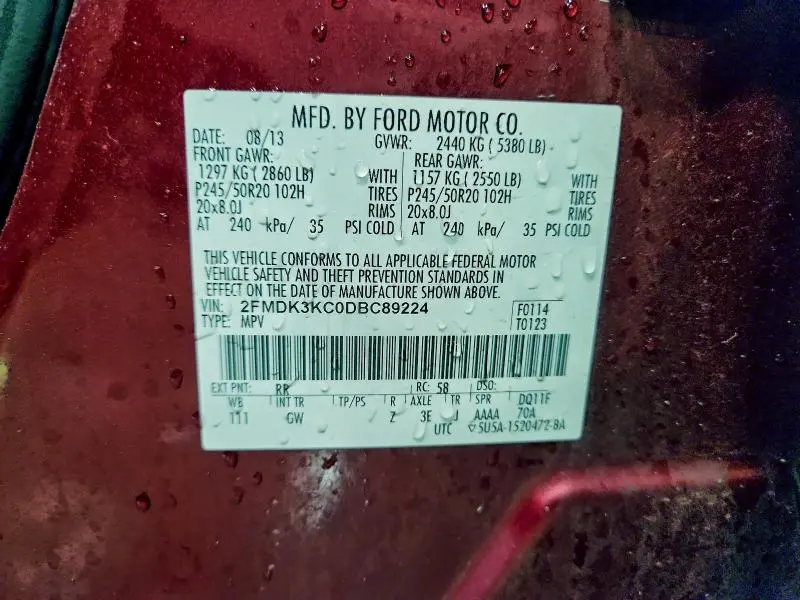 MFD. BY FORD MOTOR CO.
DATE: 08/13 GVWR: 2440 KG ( 5380 LB)
FRONT GAWR: REAR GAWR:
1297 KG ( 2860 LB) WITH 1157 KG ( 2550 LB) WITH
P245/50R20 102H TIRES P245/50R20 102H TIRES
20x8.0J RIMS 20x8.0J RIMS
AT 240 kPa/ 35 PSI COLD AT 240 kPa/ 35 PSI COLD
THIS VEHICLE CONFORMS TO ALL APPLICABLE FEDERAL MOTOR
VEHICLE SAFETY AND THEFT PREVENTION STANDARDS IN
EFFECT ON THE DATE OF MANUFACTURE SHOWN ABOVE.
VIN: 2FMDK3KC0DBC89224 F0114
TYPE: MPV T0123
EXT PNT: RR RC: 58 DSO:
WB INT TR TP/PS R AXLE TR SPR DQ11F
111 GW Z 3E J AAAA 70A
UTC 5U5A-1520472-BA